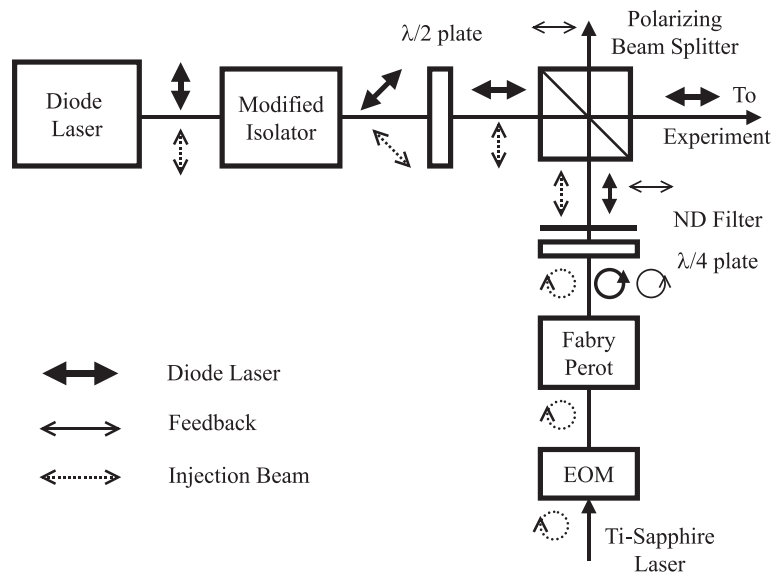 Polarizing
Beam Splitter
λ/2 plate
Diode
Laser
Modified
Isolator
To
Experiment
ND Filter
λ/4 plate
Fabry
Perot
Diode Laser
Feedback
Injection Beam
EOM
Ti-Sapphire
Laser